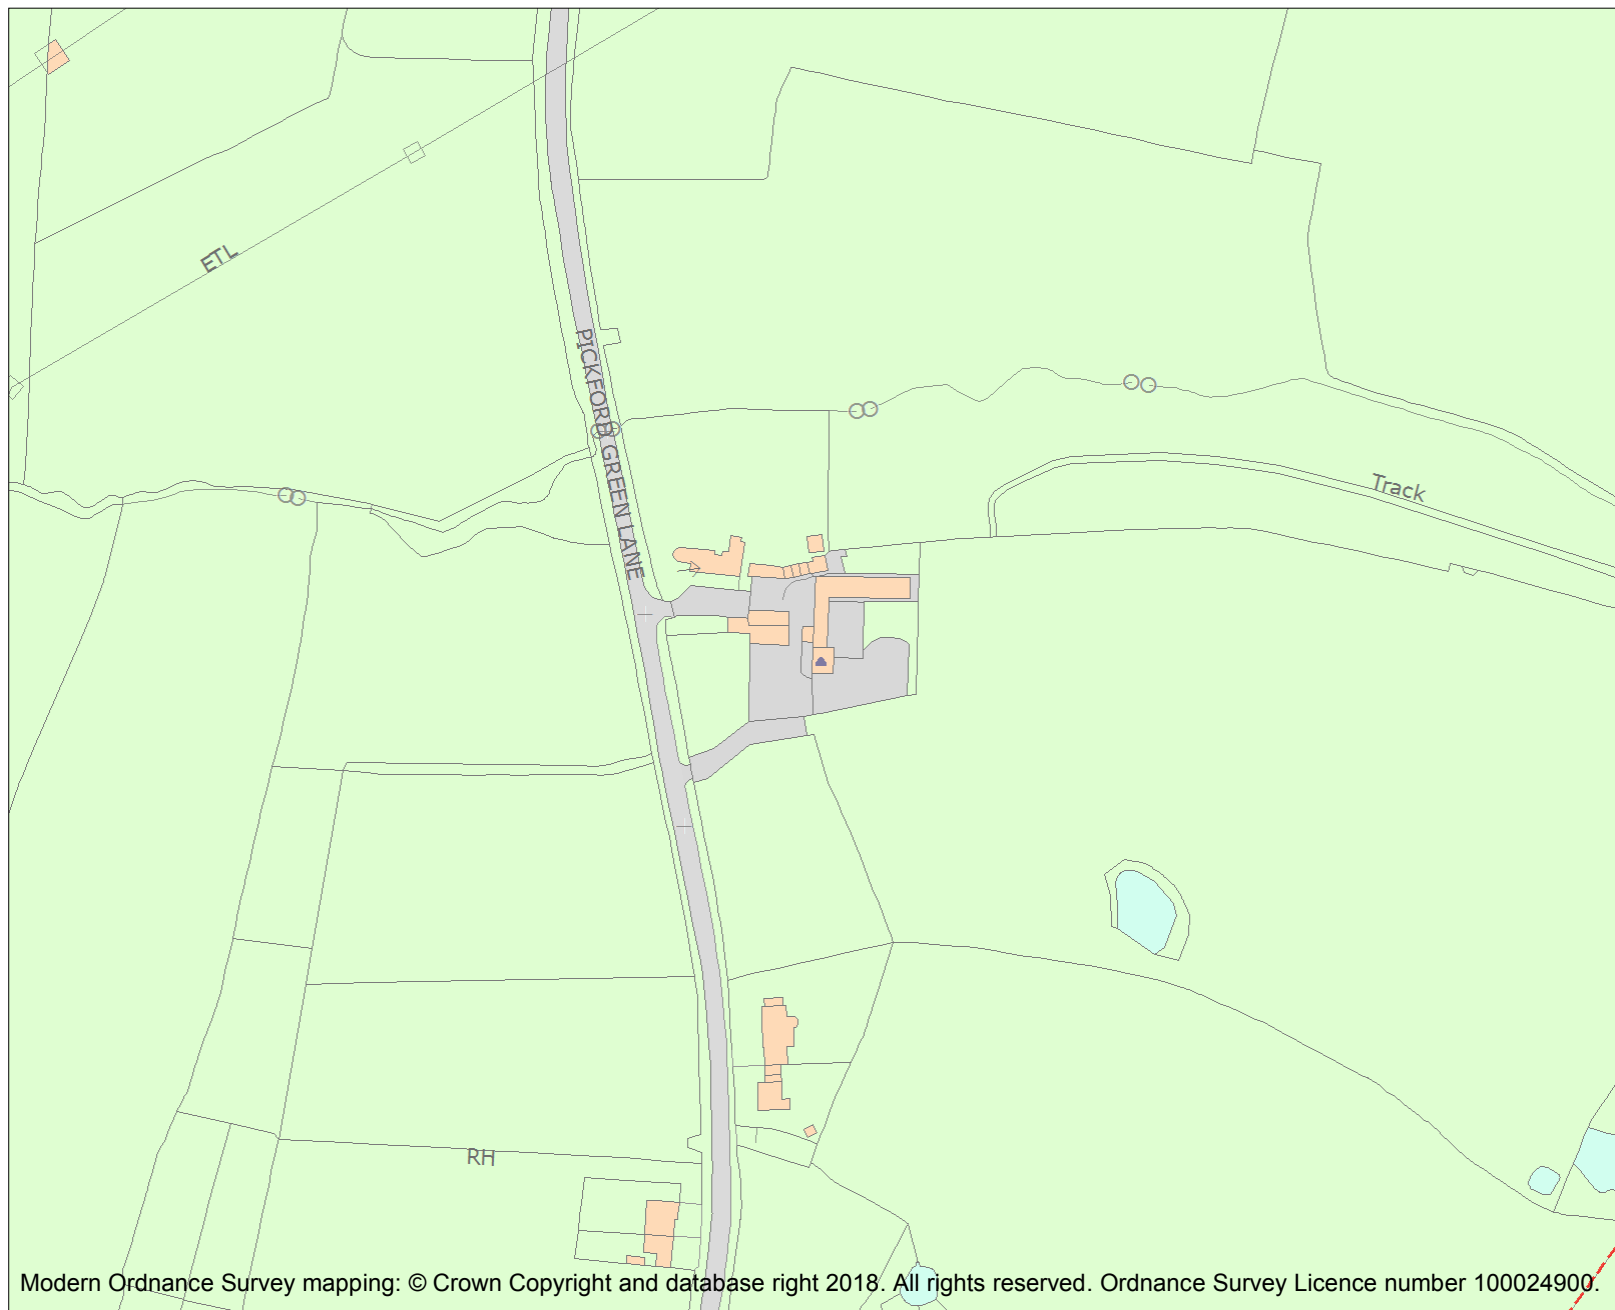 ETL
PICKFORD GREEN LANE
Track
RH
Modern Ordnance Survey mapping: © Crown Copyright and database right 2018. All rights reserved. Ordnance Survey Licence number 100024900.